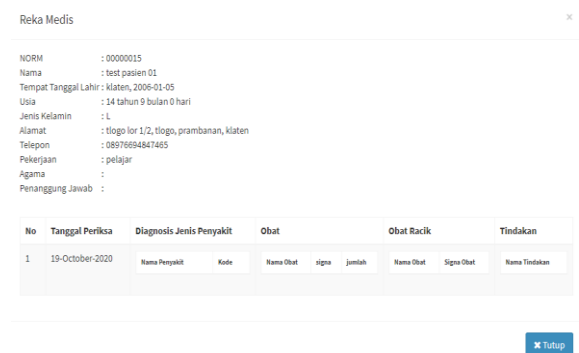 Reka Medis ×
NORM : 00000015
Nama : test pasien 01
Tempat Tanggal Lahir : klaten, 2006-01-05
Usia : 14 tahun 9 bulan 0 hari
Jenis Kelamin : L
Alamat : tlogo lor 1/2, tlogo, prambanan, klaten
Telepon : 08976694847465
Pekerjaan : pelajar
Agama :
Penanggung Jawab :
No Tanggal Periksa Diagnosis Jenis Penyakit Obat Obat Racik Tindakan
1 19-October-2020 Nama Penyakit Kode Nama Obat signa jumlah Nama Obat Signa Obat Nama Tindakan
✖ Tutup